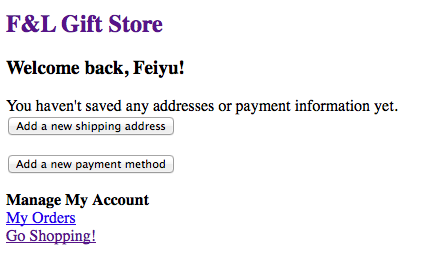 F&L Gift Store
Welcome back, Feiyu!
You haven't saved any addresses or payment information yet.
Add a new shipping address
Add a new payment method
Manage My Account
My Orders
Go Shopping!